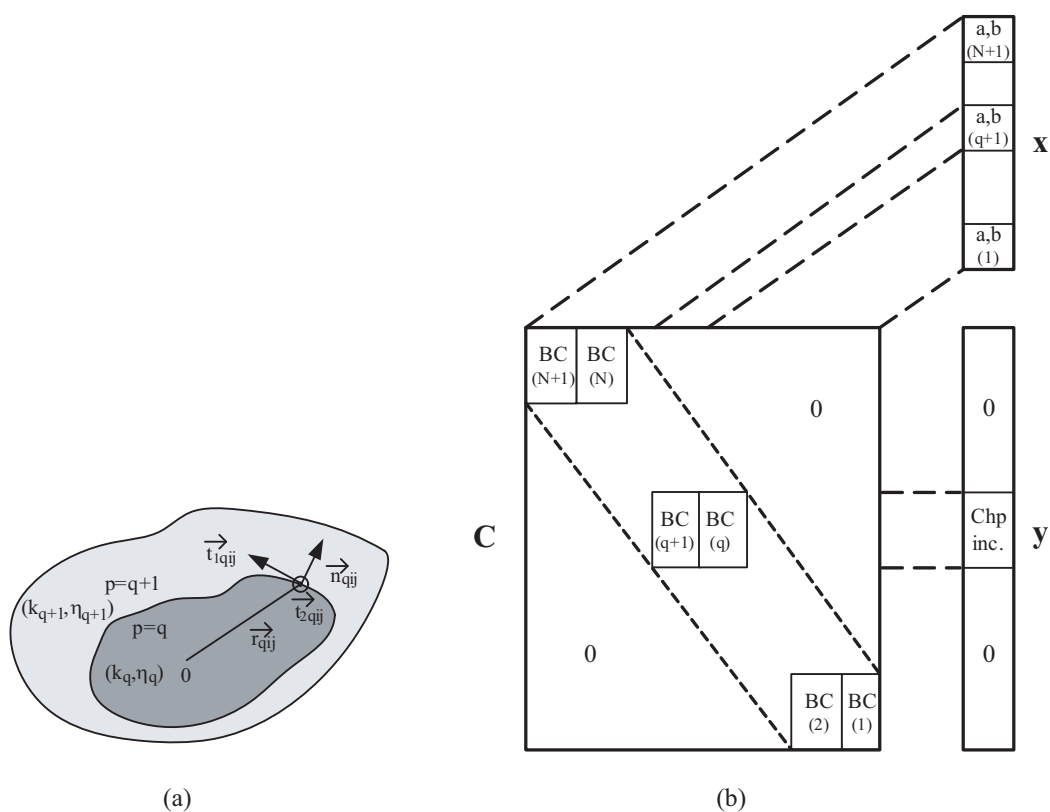 a,b
(N+1)
a,b
(q+1)
x
a,b
(1)
BC
(N+1)
BC
(N)
0
0
C
BC
(q+1)
BC
(q)
Chp
inc.
y
0
BC
(2)
BC
(1)
0
t1qij
nqij
p=q+1
(kq+1,ηq+1)
t2qij
p=q
rqij
(kq,ηq)
0
(a)
(b)